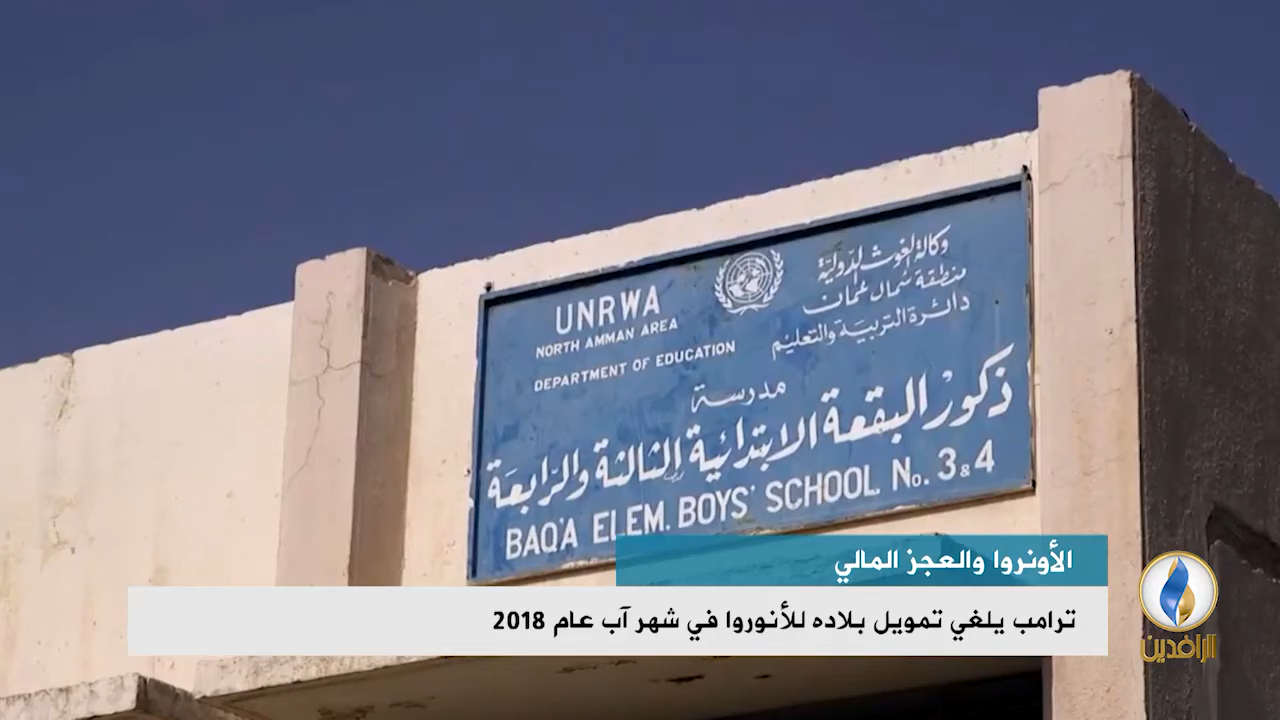 UNRWA
NORTH AMMAN AREA
DEPARTMENT OF EDUCATION
وكالة الغوث الدولية
منطقة شمال عمان
دائرة التربية والتعليم
مدرسة
ذكور البقعة الابتدائية الثالثة والرابعة
BAQ'A ELEM. BOYS' SCHOOL. No. 3 & 4
الأونروا والعجز المالي
ترامب يلغي تمويل بلاده للأنوروا في شهر آب عام 2018
الرافدين